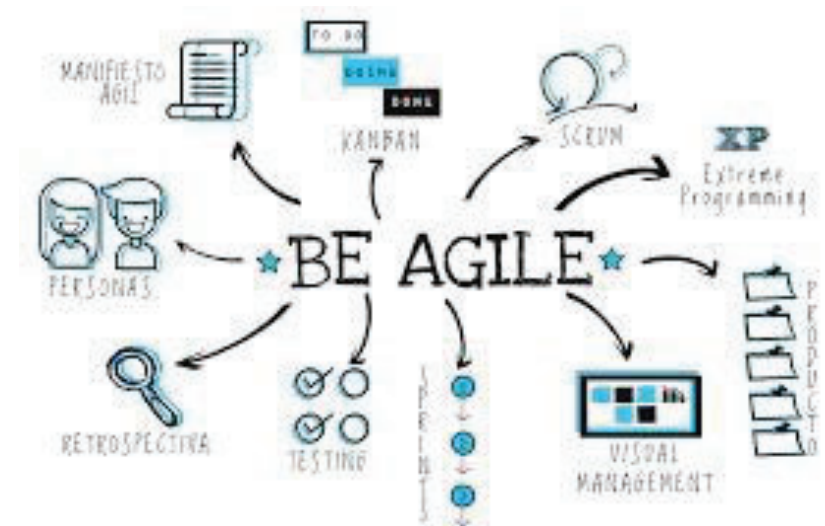 MANIFIESTO
AGIL
TO DO
DOING
DONE
KANBAN
SCRUM
XP
Extreme
Programming
PERSONAS
BE AGILE
RETROSPECTIVA
TESTING
SPRINTS
VISUAL
MANAGEMENT
PRODUCTO